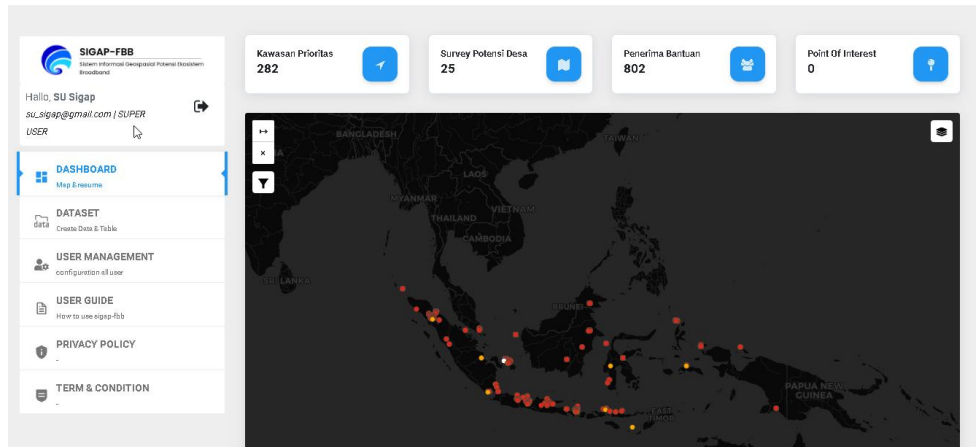 SIGAP-FBB
Sistem Informasi Geospasial Potensi Ekosistem
Broadband
Hallo, SU Sigap
su_sigap@gmail.com | SUPER
USER
DASHBOARD
Map & resume
DATASET
Create Data & Table
USER MANAGEMENT
configuration all user
USER GUIDE
How to use sigap-fbb
PRIVACY POLICY
-
TERM & CONDITION
-
Kawasan Prioritas
282
Survey Potensi Desa
25
Penerima Bantuan
802
Point Of Interest
0
BANGLADESH
TAIWAN
LAOS
MYANMAR
THAILAND
VIETNAM
CAMBODIA
SRI LANKA
BRUNEI
PAPUA NEW
GUINEA
EAST
TIMOR
data